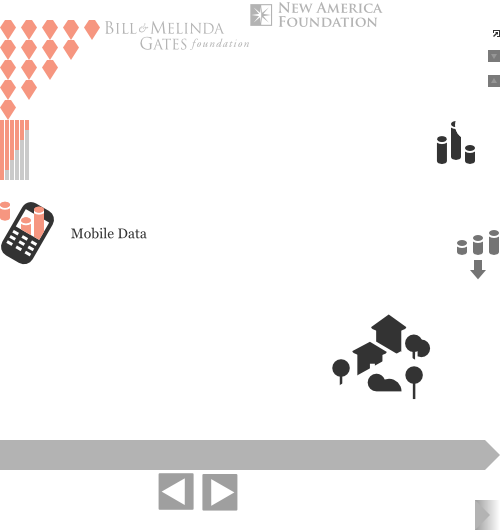 NEW AMERICA
FOUNDATION
BILL & MELINDA
GATES foundation
Mobile Data